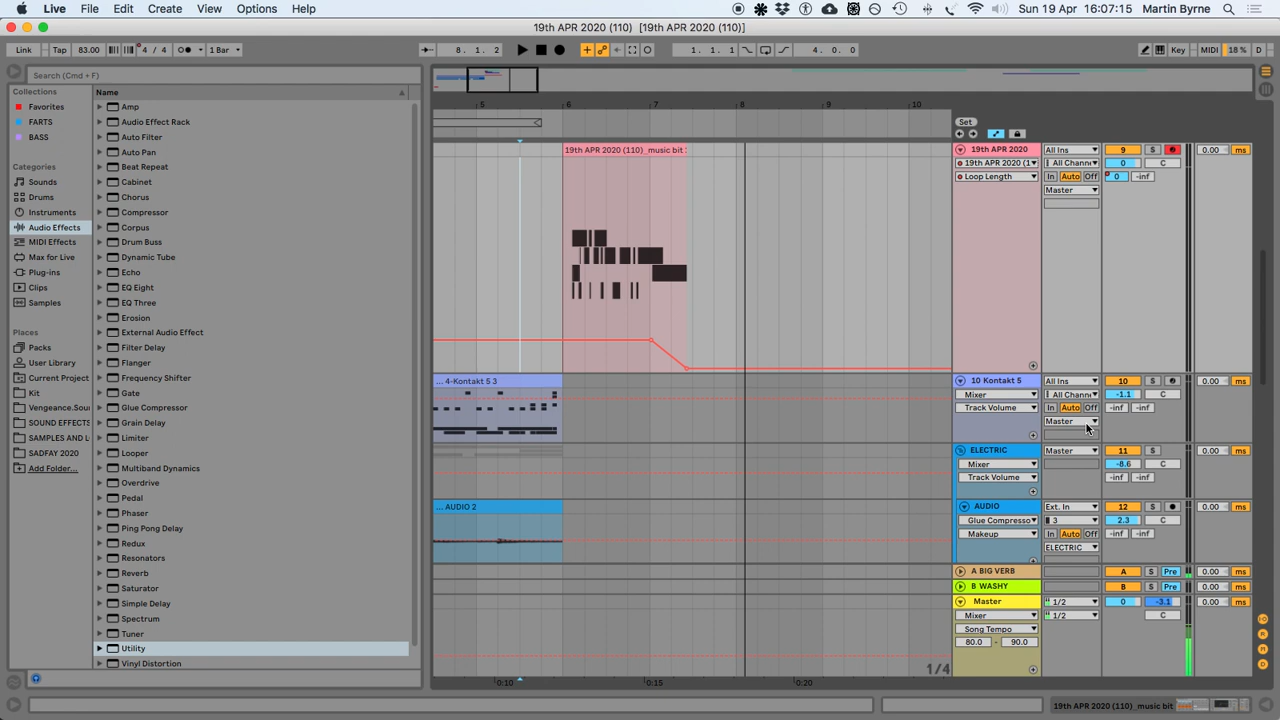 Live File Edit Create View Options Help Sun 19 Apr 16:07:15 Martin Byrne
19th APR 2020 (110) [19th APR 2020 (110)]
Link Tap 83.00 4 / 4 1 Bar 8. 1. 2 1. 1. 1 4. 0. 0 Key MIDI 18 % D
Search (Cmd + F)
Collections
Favorites
FARTS
BASS
Categories
Sounds
Drums
Instruments
Audio Effects
MIDI Effects
Max for Live
Plug-ins
Clips
Samples
Places
Packs
User Library
Current Project
Kit
Vengeance.Sou
SOUND EFFECTS
SAMPLES AND L
SADFAY 2020
Add Folder...
Name
Amp
Audio Effect Rack
Auto Filter
Auto Pan
Beat Repeat
Cabinet
Chorus
Compressor
Corpus
Drum Buss
Dynamic Tube
Echo
EQ Eight
EQ Three
Erosion
External Audio Effect
Filter Delay
Flanger
Frequency Shifter
Gate
Glue Compressor
Grain Delay
Limiter
Looper
Multiband Dynamics
Overdrive
Pedal
Phaser
Ping Pong Delay
Redux
Resonators
Reverb
Saturator
Simple Delay
Spectrum
Tuner
Utility
Vinyl Distortion
5 6 7 8 9 10
Set
19th APR 2020 (110)_music bit
19th APR 2020 All Ins 9 S 0.00 ms
19th APR 2020 (1 All Chann 0 C
Loop Length In Auto Off 0 -inf
Master
... 4-Kontakt 5 3
10 Kontakt 5 All Ins 10 S 0.00 ms
Mixer All Chann -1.1 C
Track Volume In Auto Off -inf -inf
Master
ELECTRIC Master 11 S 0.00 ms
Mixer -8.6 C
Track Volume -inf -inf
... AUDIO 2
AUDIO Ext. In 12 S 0.00 ms
Glue Compresso 3 2.3 C
Makeup In Auto Off -inf -inf
ELECTRIC
A BIG VERB A S Pre 0.00 ms
B WASHY B S Pre 0.00 ms
Master 1/2 0 -3.1 0.00 ms
Mixer 1/2 C
Song Tempo
80.0 - 90.0
1/4
0:10 0:15 0:20
19th APR 2020 (110)_music bit